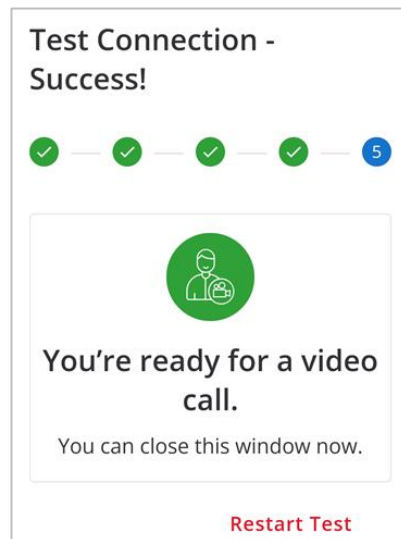 Test Connection -
Success!
5
You’re ready for a video
call.
You can close this window now.
Restart Test